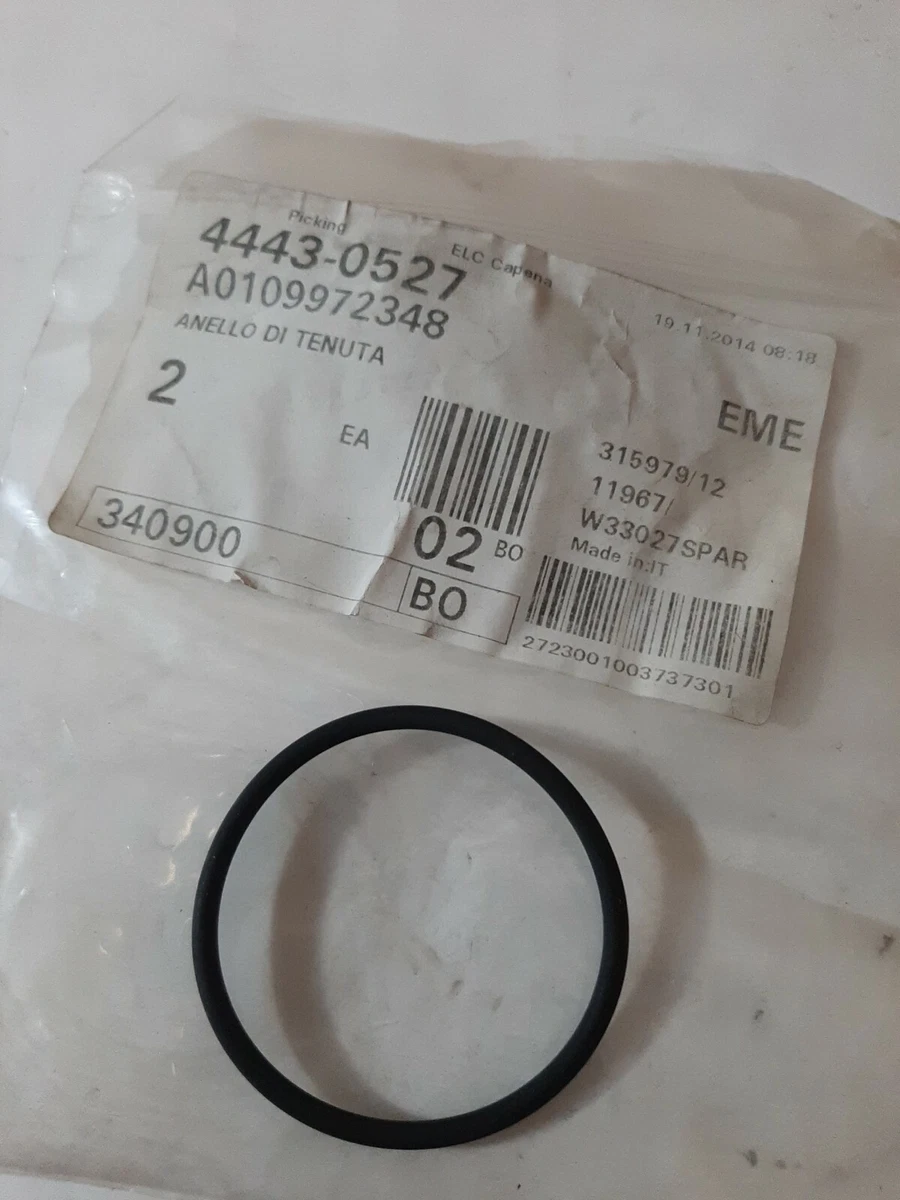 Picking
4443-0527
ELC Capena
A0109972348
19.11.2014 08:18
ANELLO DI TENUTA
2
EME
EA
315979/12
11967/
W33027SPAR
340900
02 BO
Made in:IT
BO
2723001003737301